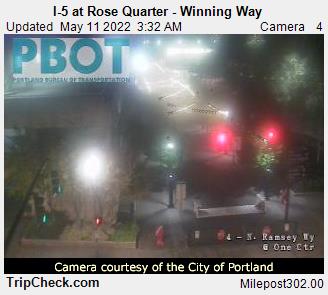 I-5 at Rose Quarter - Winning Way
Updated May 11 2022 3:32 AM Camera 4
PBOT
PORTLAND BUREAU OF TRANSPORTATION
4 - N. Ramsey Wy
@ One Ctr
Camera courtesy of the City of Portland
TripCheck.com Milepost302.00